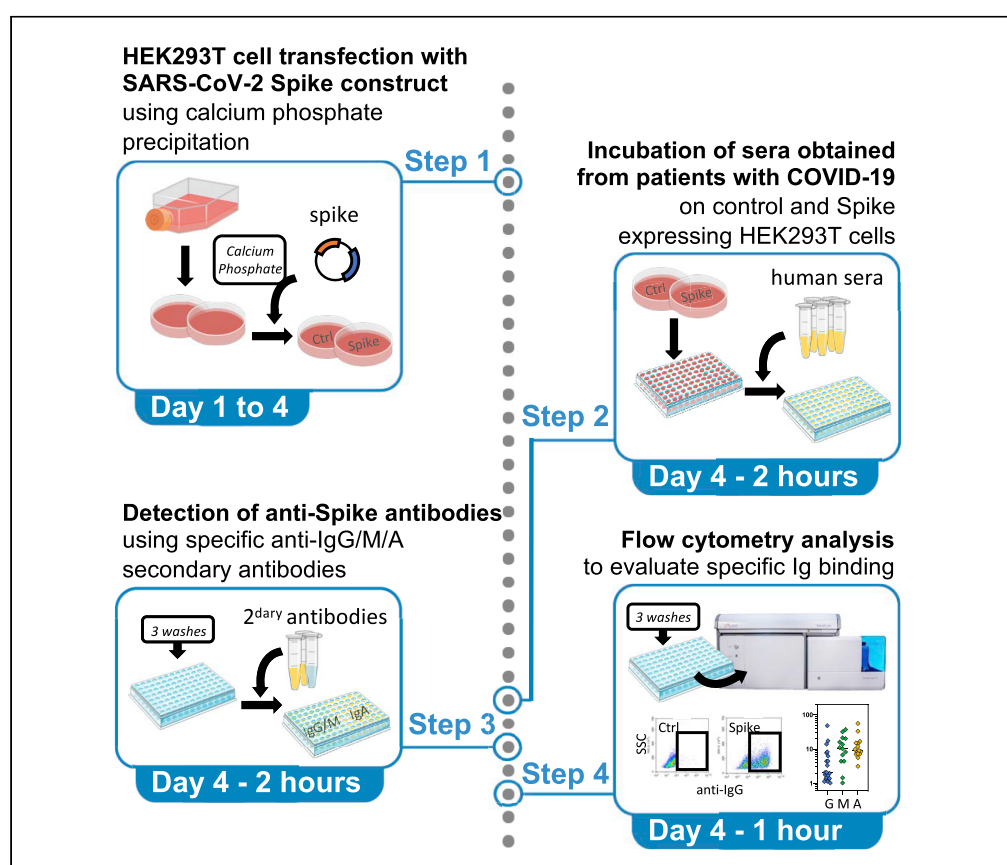 HEK293T cell transfection with
SARS-CoV-2 Spike construct
using calcium phosphate
precipitation
Step 1
spike
Calcium
Phosphate
Ctrl
Spike
Day 1 to 4
Incubation of sera obtained
from patients with COVID-19
on control and Spike
expressing HEK293T cells
Step 2
Ctrl
Spike
human sera
Day 4 - 2 hours
Detection of anti-Spike antibodies
using specific anti-IgG/M/A
secondary antibodies
3 washes
2dary antibodies
IgG/M
IgA
Step 3
Day 4 - 2 hours
Flow cytometry analysis
to evaluate specific Ig binding
3 washes
Step 4
SSC
Ctrl
Spike
anti-IgG
100
10
1
G M A
Day 4 - 1 hour